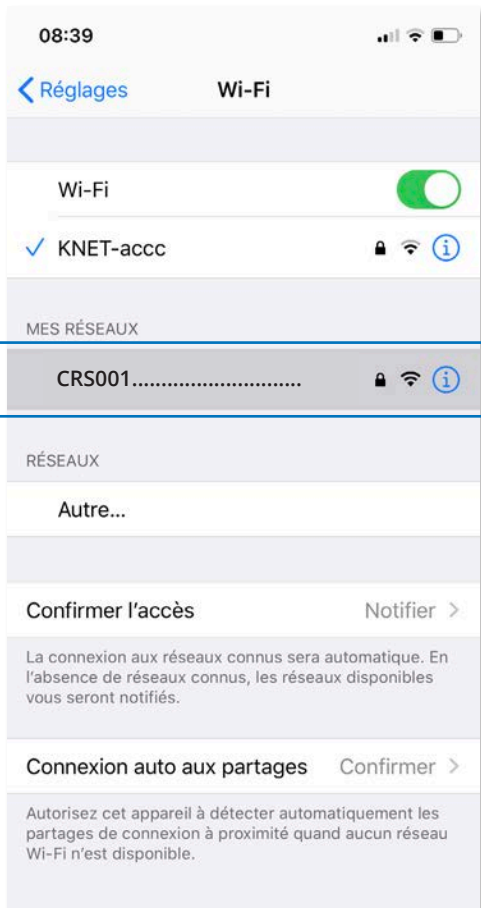 08:39
Réglages Wi-Fi
Wi-Fi
KNET-accc
MES RÉSEAUX
CRS001.............................
RÉSEAUX
Autre...
Confirmer l'accès Notifier
La connexion aux réseaux connus sera automatique. En
l'absence de réseaux connus, les réseaux disponibles
vous seront notifiés.
Connexion auto aux partages Confirmer
Autorisez cet appareil à détecter automatiquement les
partages de connexion à proximité quand aucun réseau
Wi-Fi n'est disponible.